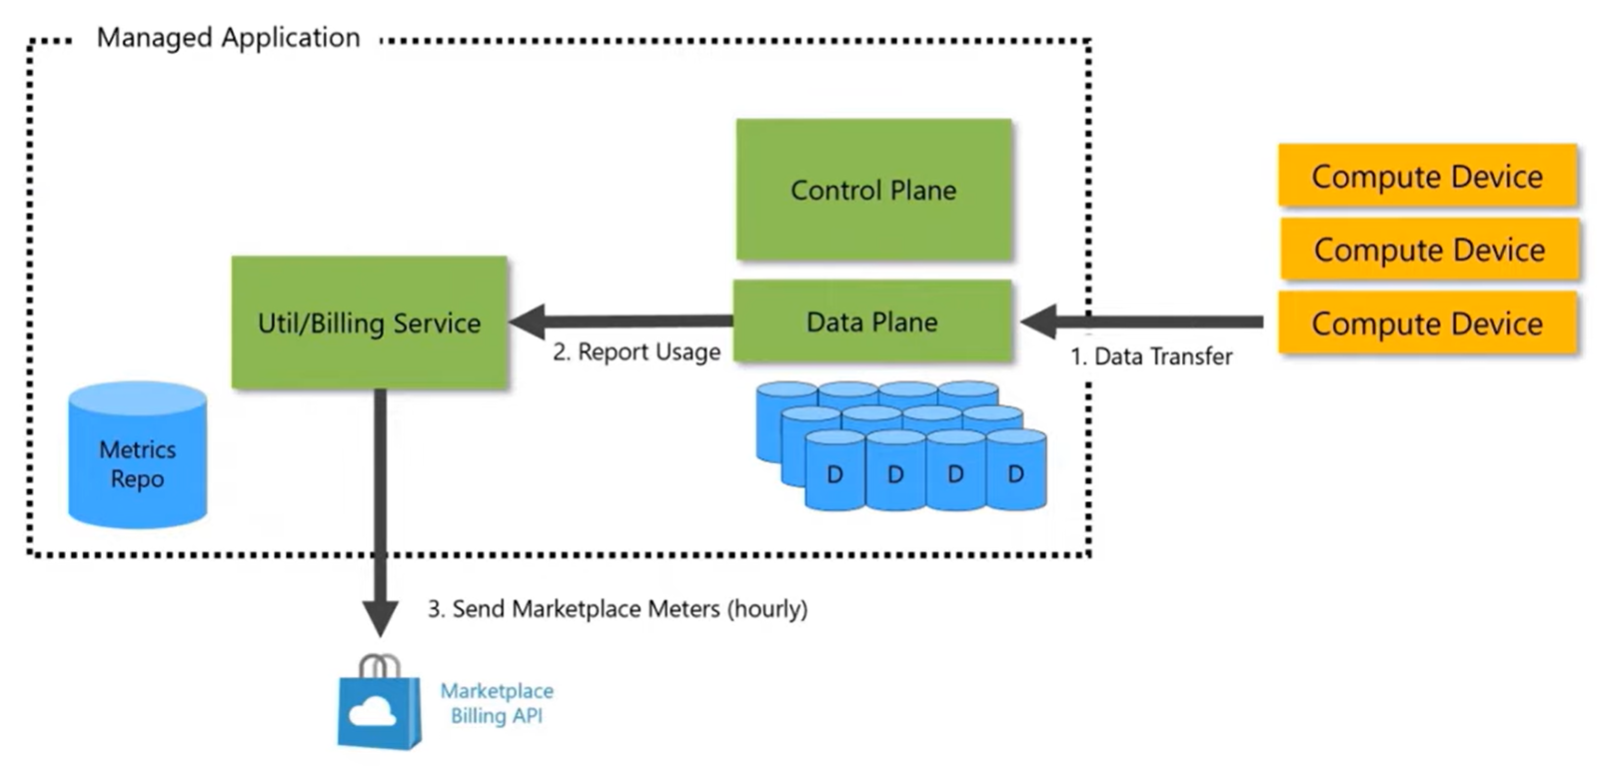 Managed Application
Control Plane
Compute Device
Compute Device
Compute Device
Util/Billing Service
Data Plane
2. Report Usage
1. Data Transfer
Metrics
Repo
D D D D
3. Send Marketplace Meters (hourly)
Marketplace
Billing API